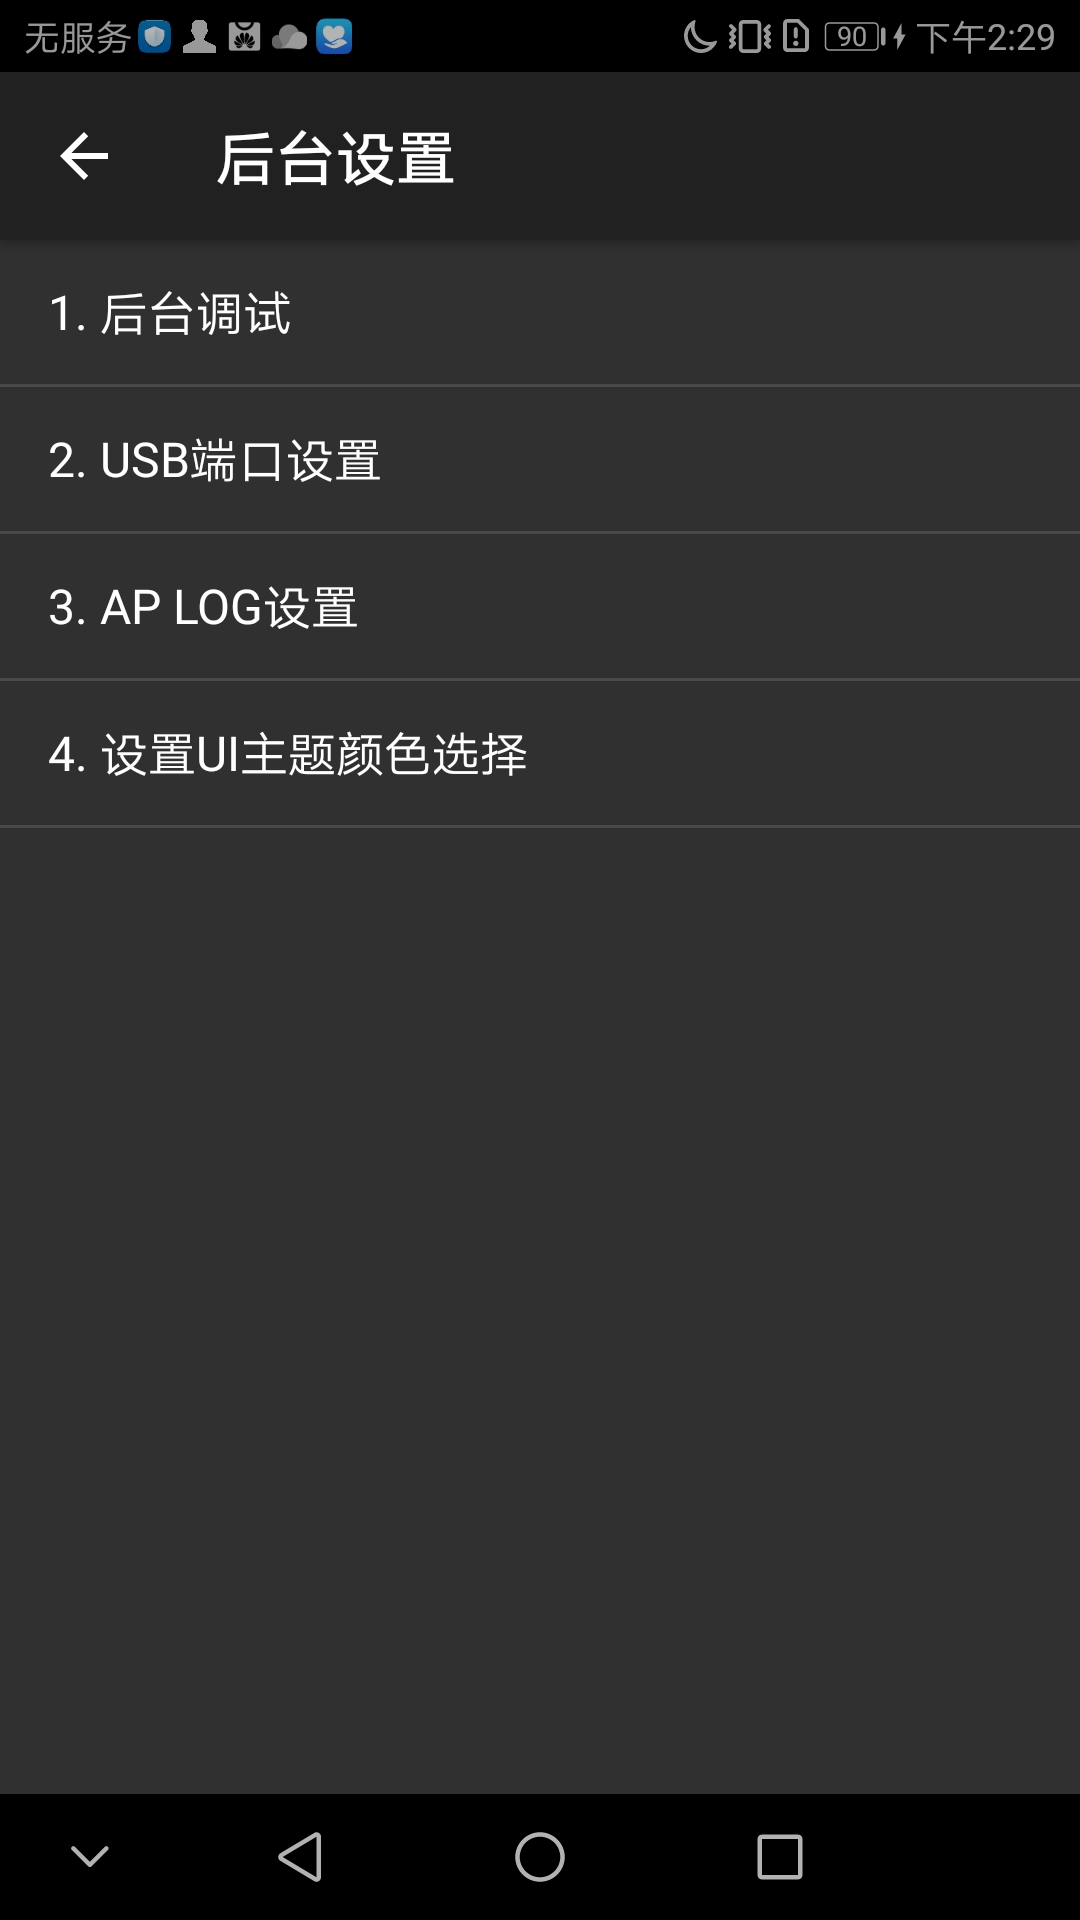 无服务 90 下午2:29
后台设置
1. 后台调试
2. USB端口设置
3. AP LOG设置
4. 设置UI主题颜色选择